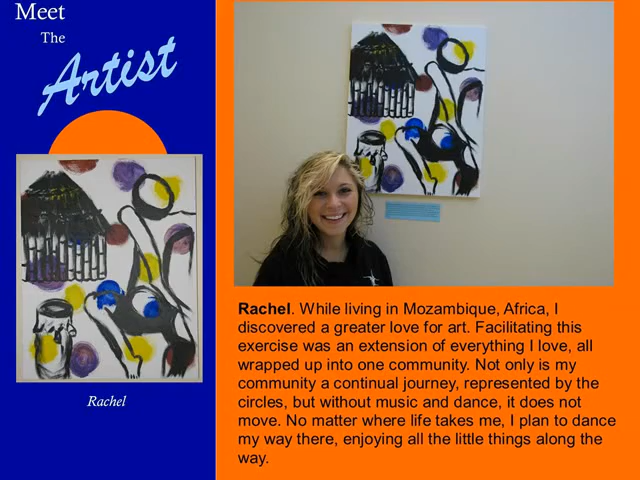 Meet
The
Artist
Rachel
Rachel. While living in Mozambique, Africa, I
discovered a greater love for art. Facilitating this
exercise was an extension of everything I love, all
wrapped up into one community. Not only is my
community a continual journey, represented by the
circles, but without music and dance, it does not
move. No matter where life takes me, I plan to dance
my way there, enjoying all the little things along the
way.